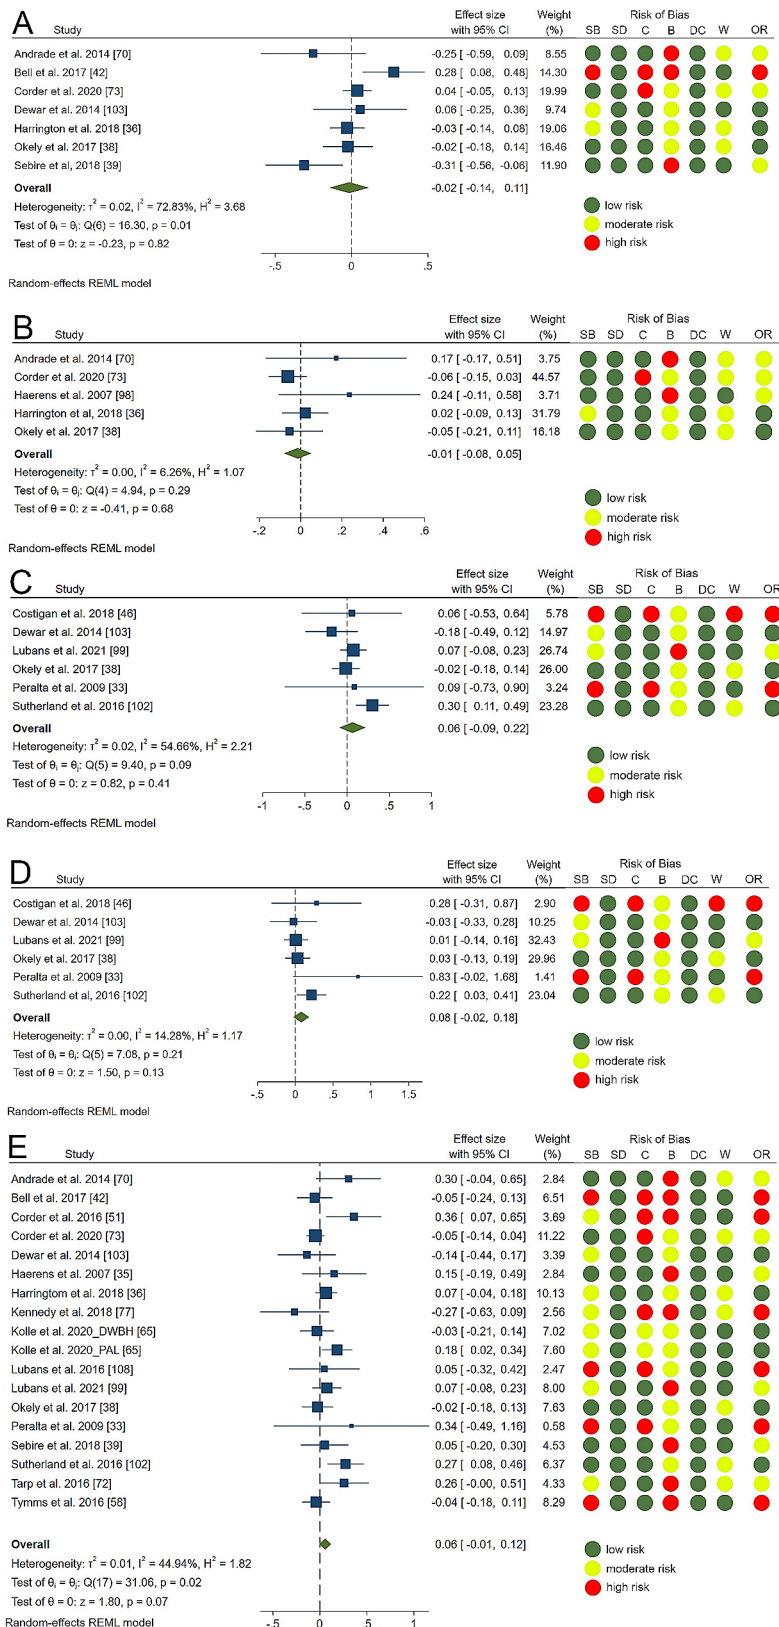 A
Study
Effect size
with 95% CI
Weight
(%)
Risk of Bias
SB SD C B DC W OR
Andrade et al. 2014 [70] -0.25 [ -0.59, 0.09] 8.55
Bell et al. 2017 [42] 0.28 [ 0.08, 0.48] 14.30
Corder et al. 2020 [73] 0.04 [ -0.05, 0.13] 19.99
Dewar et al. 2014 [103] 0.06 [ -0.25, 0.36] 9.74
Harrington et al. 2018 [36] -0.03 [ -0.14, 0.08] 19.06
Okely et al. 2017 [38] -0.02 [ -0.18, 0.14] 16.46
Sebire et al, 2018 [39] -0.31 [ -0.56, -0.06] 11.90
Overall -0.02 [ -0.14, 0.11]
Heterogeneity: τ² = 0.02, I² = 72.83%, H² = 3.68
Test of θi = θj: Q(6) = 16.30, p = 0.01
Test of θ = 0: z = -0.23, p = 0.82
low risk
moderate risk
high risk
-.5 0 .5
Random-effects REML model
B
Study
Effect size
with 95% CI
Weight
(%)
Risk of Bias
SB SD C B DC W OR
Andrade et al. 2014 [70] 0.17 [ -0.17, 0.51] 3.75
Corder et al. 2020 [73] -0.06 [ -0.15, 0.03] 44.57
Haerens et al. 2007 [98] 0.24 [ -0.11, 0.58] 3.71
Harrington et al, 2018 [36] 0.02 [ -0.09, 0.13] 31.79
Okely et al. 2017 [38] -0.05 [ -0.21, 0.11] 16.18
Overall -0.01 [ -0.08, 0.05]
Heterogeneity: τ² = 0.00, I² = 6.26%, H² = 1.07
Test of θi = θj: Q(4) = 4.94, p = 0.29
Test of θ = 0: z = -0.41, p = 0.68
low risk
moderate risk
high risk
-.2 0 .2 .4 .6
Random-effects REML model
C
Study
Effect size
with 95% CI
Weight
(%)
Risk of Bias
SB SD C B DC W OR
Costigan et al. 2018 [46] 0.06 [ -0.53, 0.64] 5.78
Dewar et al. 2014 [103] -0.18 [ -0.49, 0.12] 14.97
Lubans et al. 2021 [99] 0.07 [ -0.08, 0.23] 26.74
Okely et al. 2017 [38] -0.02 [ -0.18, 0.14] 26.00
Peralta et al. 2009 [33] 0.09 [ -0.73, 0.90] 3.24
Sutherland et al. 2016 [102] 0.30 [ 0.11, 0.49] 23.28
Overall 0.06 [ -0.09, 0.22]
Heterogeneity: τ² = 0.02, I² = 54.66%, H² = 2.21
Test of θi = θj: Q(5) = 9.40, p = 0.09
Test of θ = 0: z = 0.82, p = 0.41
low risk
moderate risk
high risk
-1 -.5 0 .5 1
Random-effects REML model
D
Study
Effect size
with 95% CI
Weight
(%)
Risk of Bias
SB SD C B DC W OR
Costigan et al. 2018 [46] 0.28 [ -0.31, 0.87] 2.90
Dewar et al. 2014 [103] -0.03 [ -0.33, 0.28] 10.25
Lubans et al. 2021 [99] 0.01 [ -0.14, 0.16] 32.43
Okely et al. 2017 [38] 0.03 [ -0.13, 0.19] 29.96
Peralta et al. 2009 [33] 0.83 [ -0.02, 1.68] 1.41
Sutherland et al, 2016 [102] 0.22 [ 0.03, 0.41] 23.04
Overall 0.08 [ -0.02, 0.18]
Heterogeneity: τ² = 0.00, I² = 14.28%, H² = 1.17
Test of θi = θj: Q(5) = 7.08, p = 0.21
Test of θ = 0: z = 1.50, p = 0.13
low risk
moderate risk
high risk
-.5 0 .5 1 1.5
Random-effects REML model
E
Study
Effect size
with 95% CI
Weight
(%)
Risk of Bias
SB SD C B DC W OR
Andrade et al. 2014 [70] 0.30 [ -0.04, 0.65] 2.84
Bell et al. 2017 [42] -0.05 [ -0.24, 0.13] 6.51
Corder et al. 2016 [51] 0.36 [ 0.07, 0.65] 3.69
Corder et al. 2020 [73] -0.05 [ -0.14, 0.04] 11.22
Dewar et al. 2014 [103] -0.14 [ -0.44, 0.17] 3.39
Haerens et al. 2007 [35] 0.15 [ -0.19, 0.49] 2.84
Harringtom et al. 2018 [36] 0.07 [ -0.04, 0.18] 10.13
Kennedy et al. 2018 [77] -0.27 [ -0.63, 0.09] 2.56
Kolle et al. 2020_DWBH [65] -0.03 [ -0.21, 0.14] 7.02
Kolle et al. 2020_PAL [65] 0.18 [ 0.02, 0.34] 7.60
Lubans et al. 2016 [108] 0.05 [ -0.32, 0.42] 2.47
Lubans et al. 2021 [99] 0.07 [ -0.08, 0.23] 8.00
Okely et al. 2017 [38] -0.02 [ -0.18, 0.13] 7.63
Peralta et al. 2009 [33] 0.34 [ -0.49, 1.16] 0.58
Sebire et al. 2018 [39] 0.05 [ -0.20, 0.30] 4.53
Sutherland et al. 2016 [102] 0.27 [ 0.08, 0.46] 6.37
Tarp et al. 2016 [72] 0.26 [ -0.00, 0.51] 4.33
Tymms et al. 2016 [58] -0.04 [ -0.18, 0.11] 8.29
Overall 0.06 [ -0.01, 0.12]
Heterogeneity: τ² = 0.01, I² = 44.94%, H² = 1.82
Test of θi = θj: Q(17) = 31.06, p = 0.02
Test of θ = 0: z = 1.80, p = 0.07
low risk
moderate risk
high risk
Random-effects REML model
-.5 0 .5 1